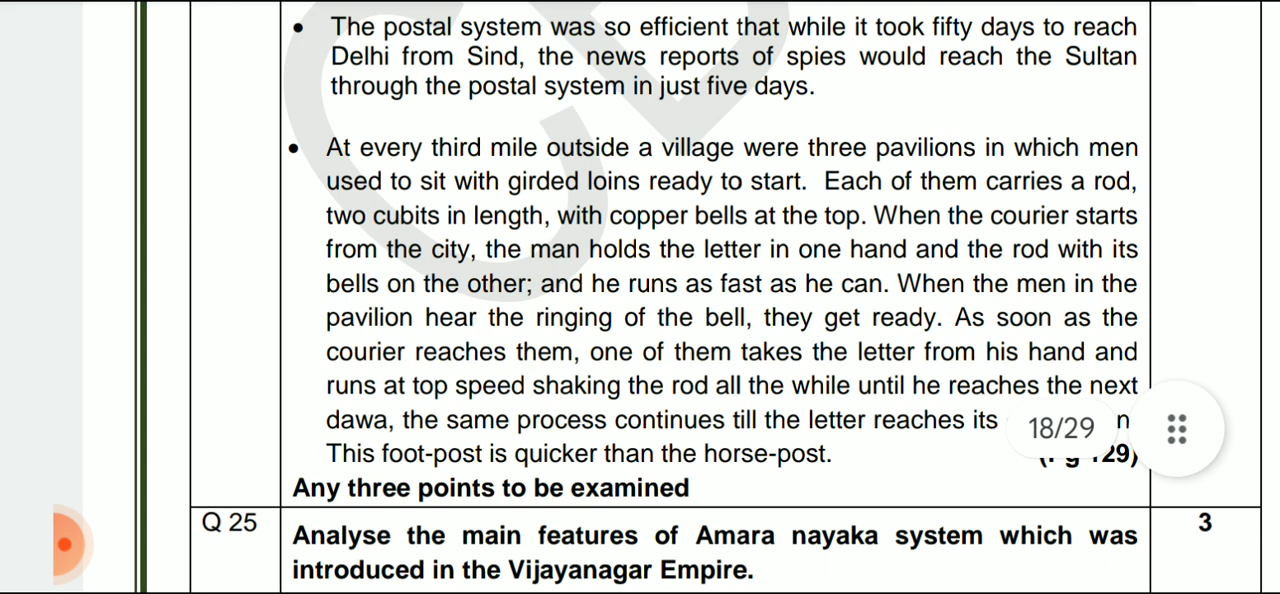 The postal system was so efficient that while it took fifty days to reach
Delhi from Sind, the news reports of spies would reach the Sultan
through the postal system in just five days.
At every third mile outside a village were three pavilions in which men
used to sit with girded loins ready to start. Each of them carries a rod,
two cubits in length, with copper bells at the top. When the courier starts
from the city, the man holds the letter in one hand and the rod with its
bells on the other; and he runs as fast as he can. When the men in the
pavilion hear the ringing of the bell, they get ready. As soon as the
courier reaches them, one of them takes the letter from his hand and
runs at top speed shaking the rod all the while until he reaches the next
dawa, the same process continues till the letter reaches its
18/29
This foot-post is quicker than the horse-post.
129)
Any three points to be examined
Q 25
Analyse the main features of Amara nayaka system which was
introduced in the Vijayanagar Empire.
3